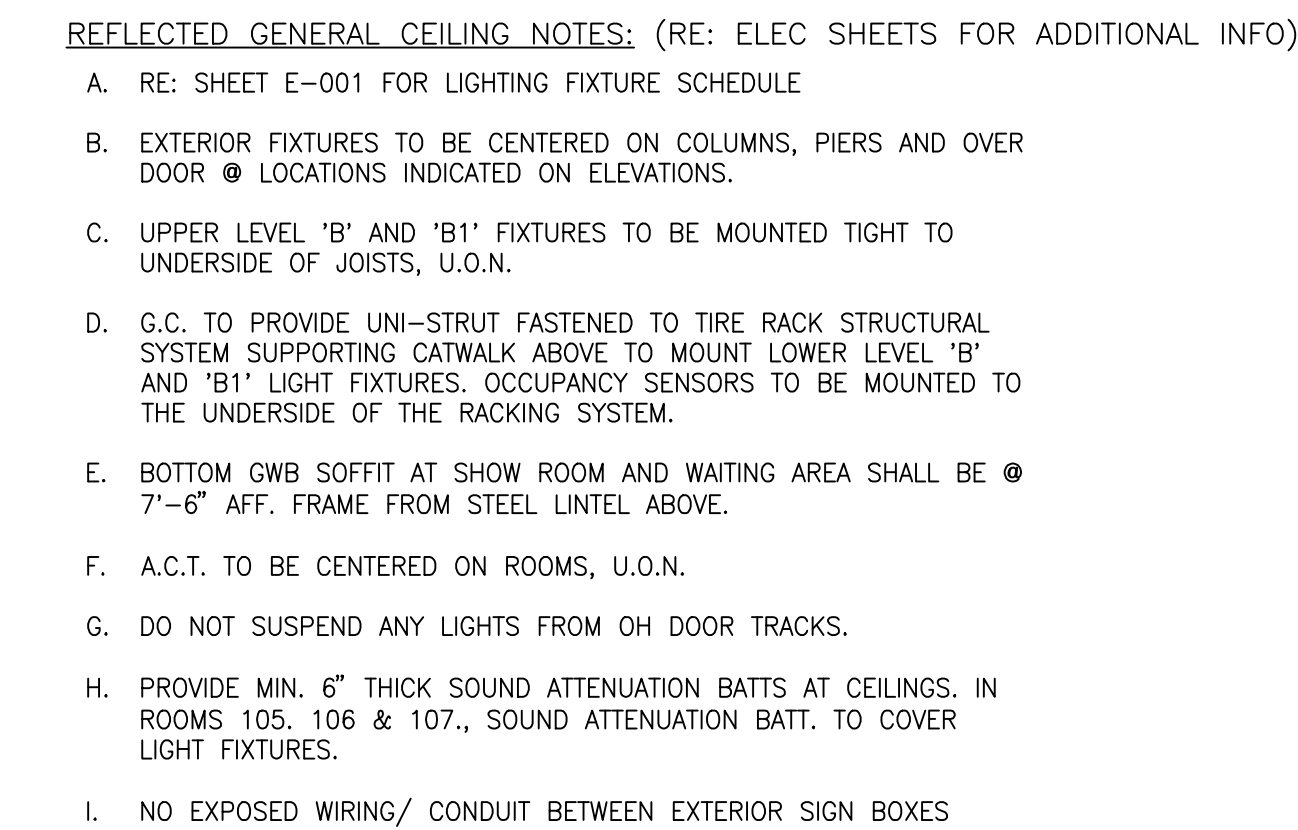 REFLECTED GENERAL CEILING NOTES: (RE: ELEC SHEETS FOR ADDITIONAL INFO)
A. RE: SHEET E-001 FOR LIGHTING FIXTURE SCHEDULE
B. EXTERIOR FIXTURES TO BE CENTERED ON COLUMNS, PIERS AND OVER
DOOR @ LOCATIONS INDICATED ON ELEVATIONS.
C. UPPER LEVEL 'B' AND 'B1' FIXTURES TO BE MOUNTED TIGHT TO
UNDERSIDE OF JOISTS, U.O.N.
D. G.C. TO PROVIDE UNI-STRUT FASTENED TO TIRE RACK STRUCTURAL
SYSTEM SUPPORTING CATWALK ABOVE TO MOUNT LOWER LEVEL 'B'
AND 'B1' LIGHT FIXTURES. OCCUPANCY SENSORS TO BE MOUNTED TO
THE UNDERSIDE OF THE RACKING SYSTEM.
E. BOTTOM GWB SOFFIT AT SHOW ROOM AND WAITING AREA SHALL BE @
7'-6" AFF. FRAME FROM STEEL LINTEL ABOVE.
F. A.C.T. TO BE CENTERED ON ROOMS, U.O.N.
G. DO NOT SUSPEND ANY LIGHTS FROM OH DOOR TRACKS.
H. PROVIDE MIN. 6" THICK SOUND ATTENUATION BATTS AT CEILINGS. IN
ROOMS 105. 106 & 107., SOUND ATTENUATION BATT. TO COVER
LIGHT FIXTURES.
I. NO EXPOSED WIRING/ CONDUIT BETWEEN EXTERIOR SIGN BOXES